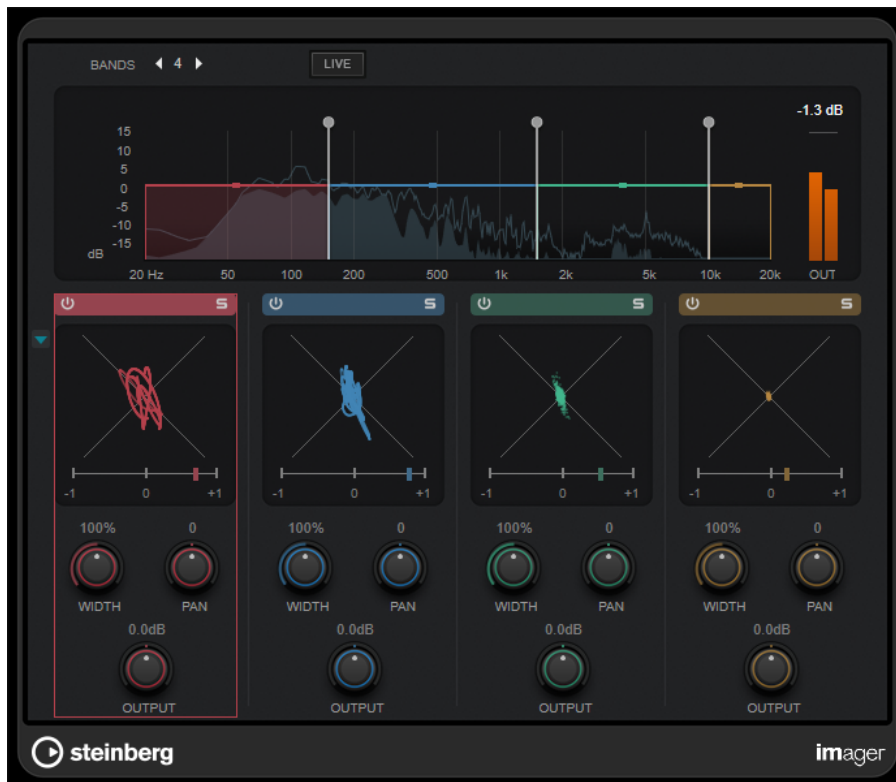 BANDS 4 LIVE
-1.3 dB
15
10
5
0
-5
-10
-15
dB
20 Hz 50 100 200 500 1k 2k 5k 10k 20k OUT
S S S S
-1 0 +1 -1 0 +1 -1 0 +1 -1 0 +1
100% 0 100% 0 100% 0 100% 0
WIDTH PAN WIDTH PAN WIDTH PAN WIDTH PAN
0.0dB 0.0dB 0.0dB 0.0dB
OUTPUT OUTPUT OUTPUT OUTPUT
steinberg imager